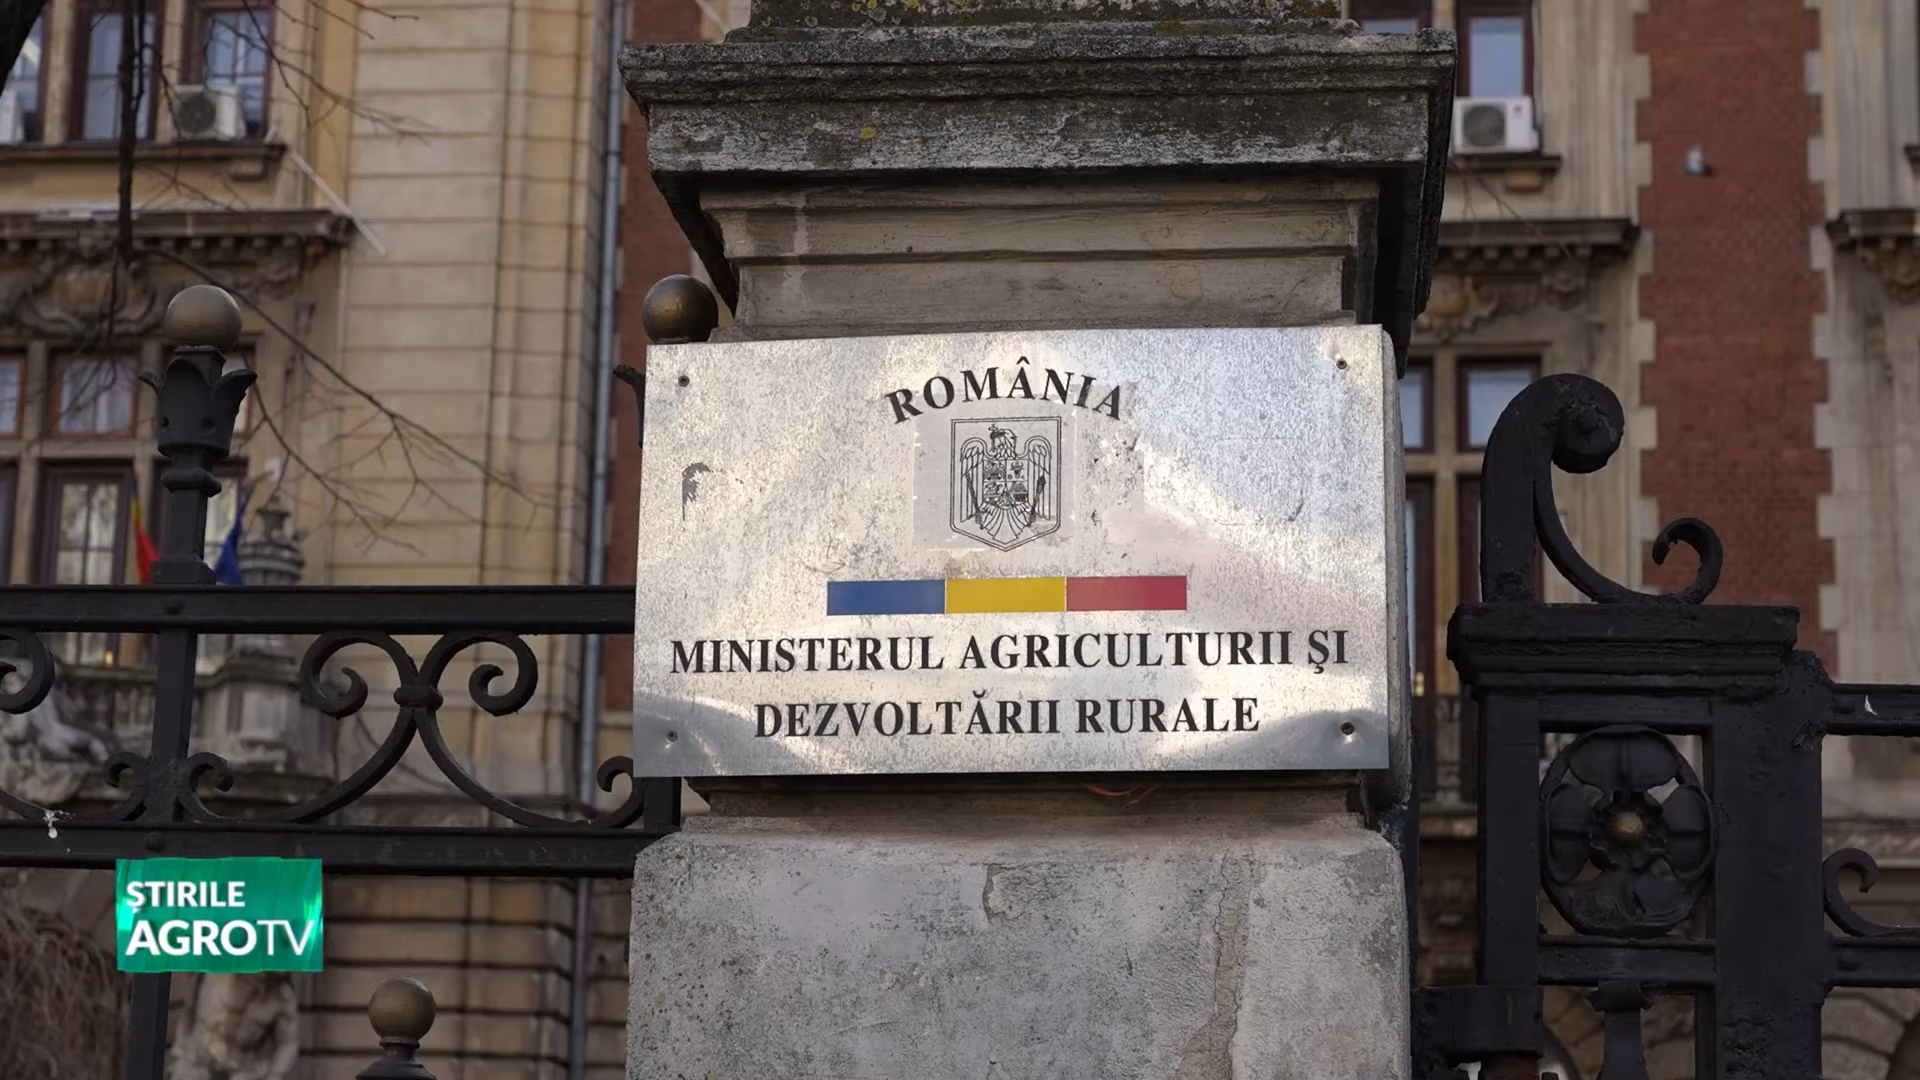 ROMÂNIA
MINISTERUL AGRICULTURII ŞI
DEZVOLTĂRII RURALE
ȘTIRILE
AGROTV